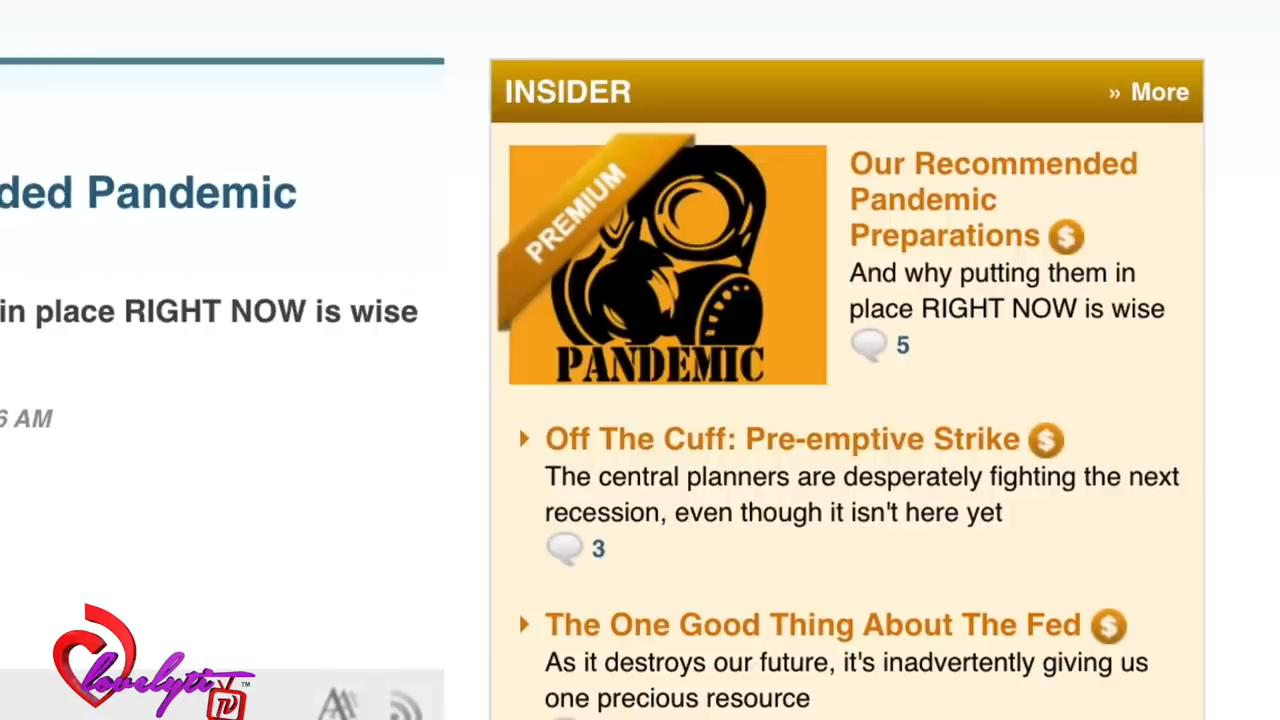 INSIDER
» More
ded Pandemic
in place RIGHT NOW is wise
6 AM
PREMIUM
PANDEMIC
Our Recommended
Pandemic
Preparations $
And why putting them in
place RIGHT NOW is wise
5
Off The Cuff: Pre-emptive Strike $
The central planners are desperately fighting the next
recession, even though it isn't here yet
3
The One Good Thing About The Fed $
As it destroys our future, it's inadvertently giving us
one precious resource
lovelyti TV ™